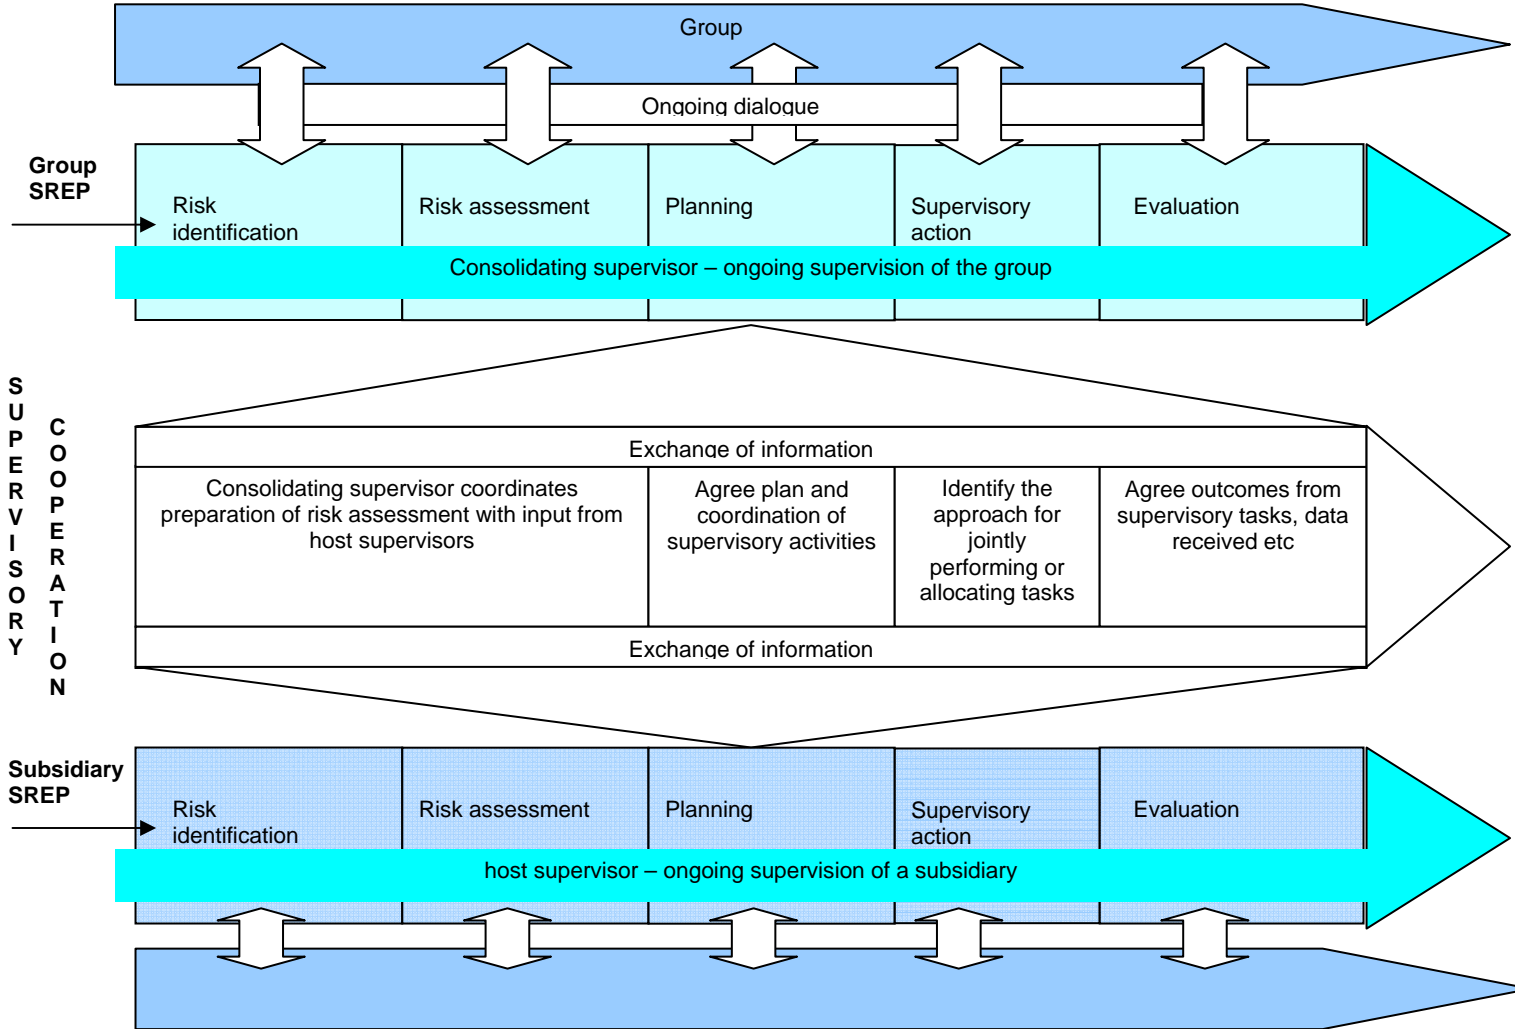 Group
Ongoing dialogue
Group
SREP
Risk
identification
Risk assessment
Planning
Supervisory
action
Evaluation
Consolidating supervisor – ongoing supervision of the group
SUPERVISORY
COOPERATION
Exchange of information
Consolidating supervisor coordinates
preparation of risk assessment with input from
host supervisors
Agree plan and
coordination of
supervisory activities
Identify the
approach for
jointly
performing or
allocating tasks
Agree outcomes from
supervisory tasks, data
received etc
Exchange of information
Subsidiary
SREP
Risk
identification
Risk assessment
Planning
Supervisory
action
Evaluation
host supervisor – ongoing supervision of a subsidiary